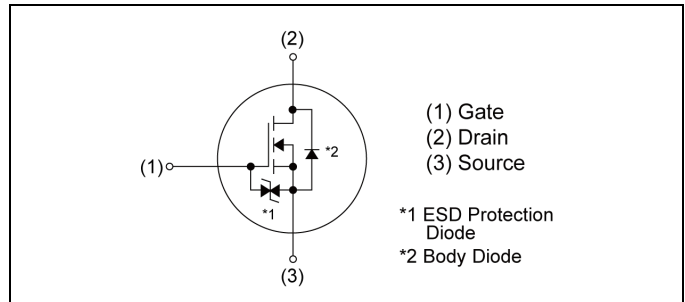 (2)
(1)
*2
*1
(3)
(1) Gate
(2) Drain
(3) Source
*1 ESD Protection
Diode
*2 Body Diode